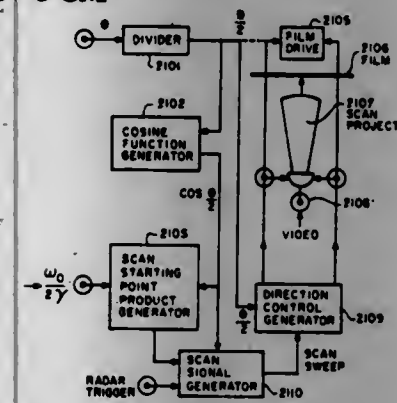 θ
DIVIDER
2101
θ/2
FILM
DRIVE
2105
2106
FILM
2102
COSINE
FUNCTION
GENERATOR
2107
SCAN
PROJECT
COS θ/2
2108
VIDEO
2103
SCAN
STARTING
POINT
PRODUCT
GENERATOR
ω₀/2γ
θ/2
DIRECTION
CONTROL
GENERATOR
2109
RADAR
TRIGGER
SCAN
SIGNAL
GENERATOR
2110
SCAN
SWEEP